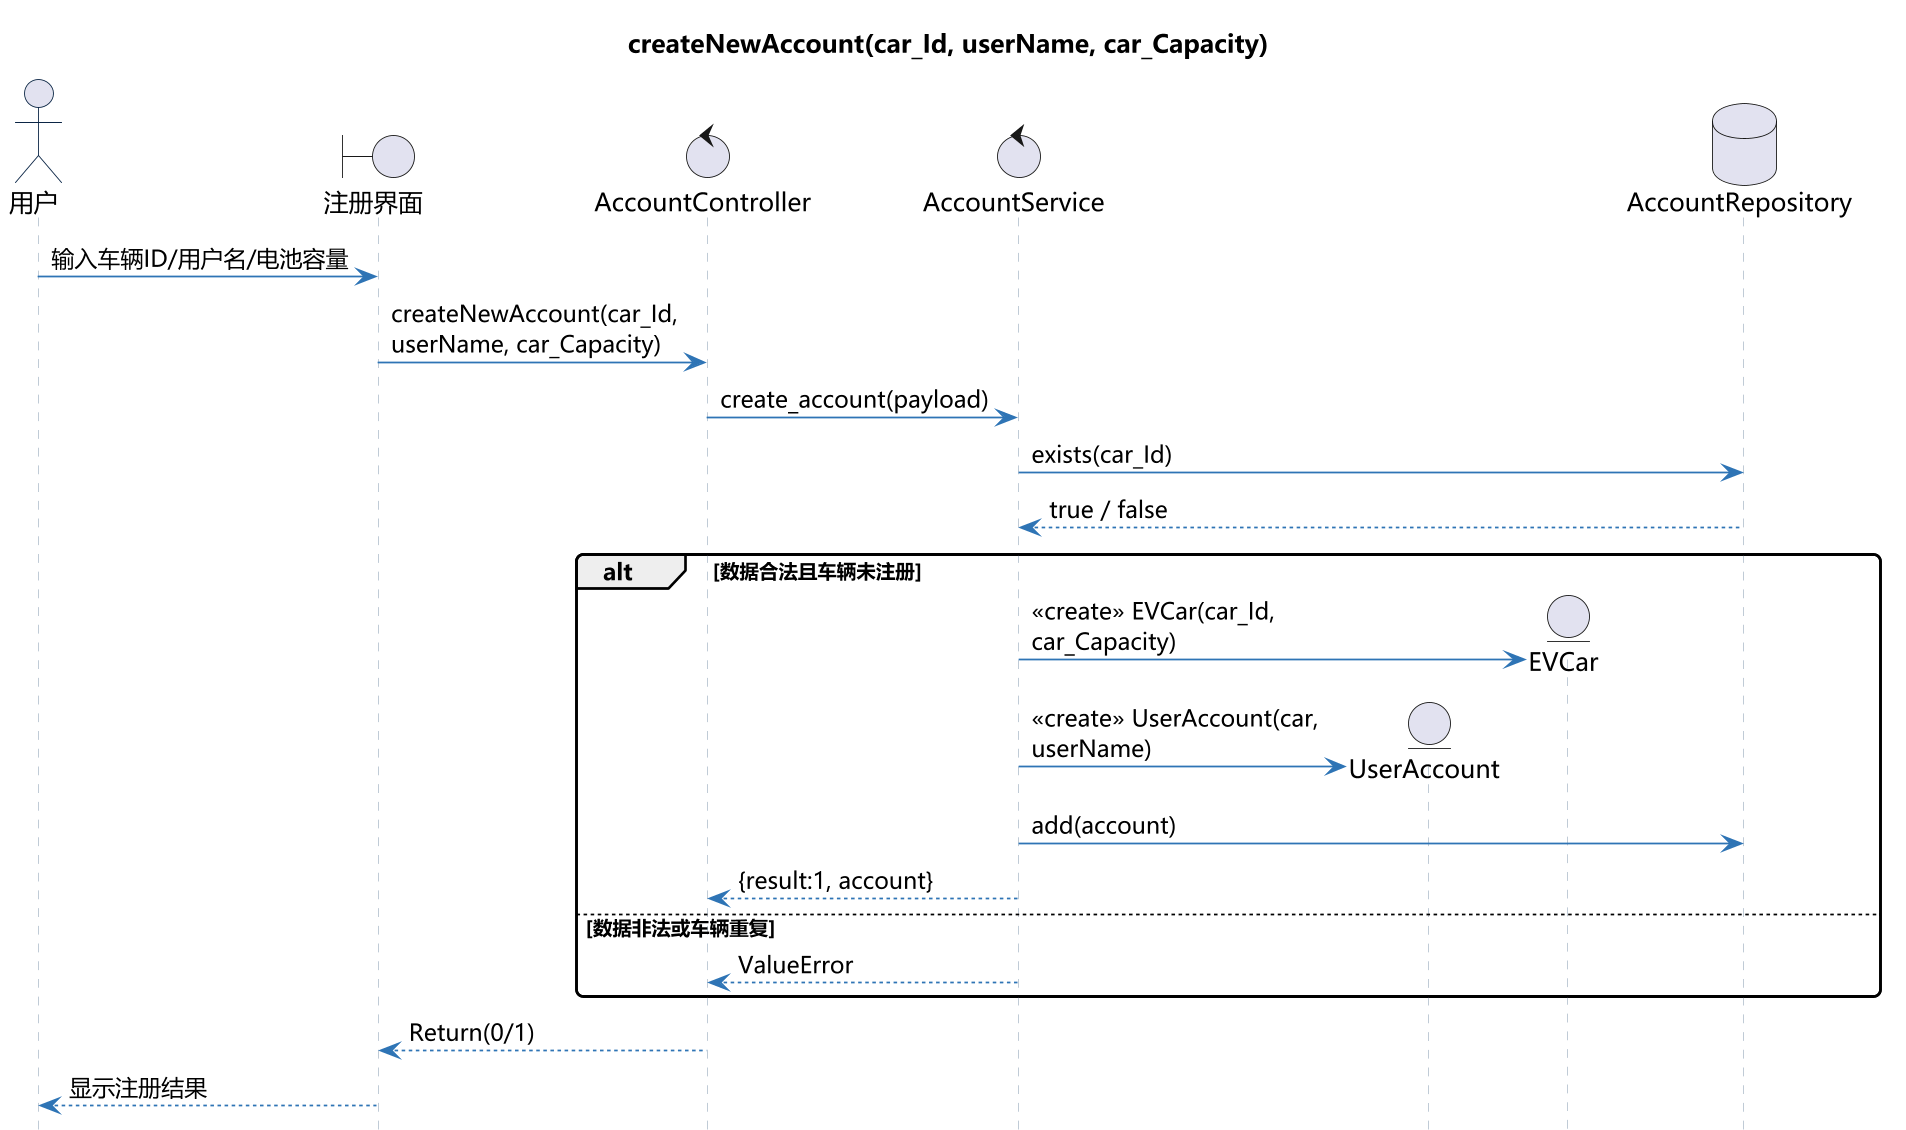 createNewAccount(car_Id, userName, car_Capacity)
用户
注册界面
AccountController
AccountService
AccountRepository
输入车辆ID/用户名/电池容量
createNewAccount(car_Id,
userName, car_Capacity)
create_account(payload)
exists(car_Id)
true / false
alt
[数据合法且车辆未注册]
«create» EVCar(car_Id,
car_Capacity)
EVCar
«create» UserAccount(car,
userName)
UserAccount
add(account)
{result:1, account}
[数据非法或车辆重复]
ValueError
Return(0/1)
显示注册结果